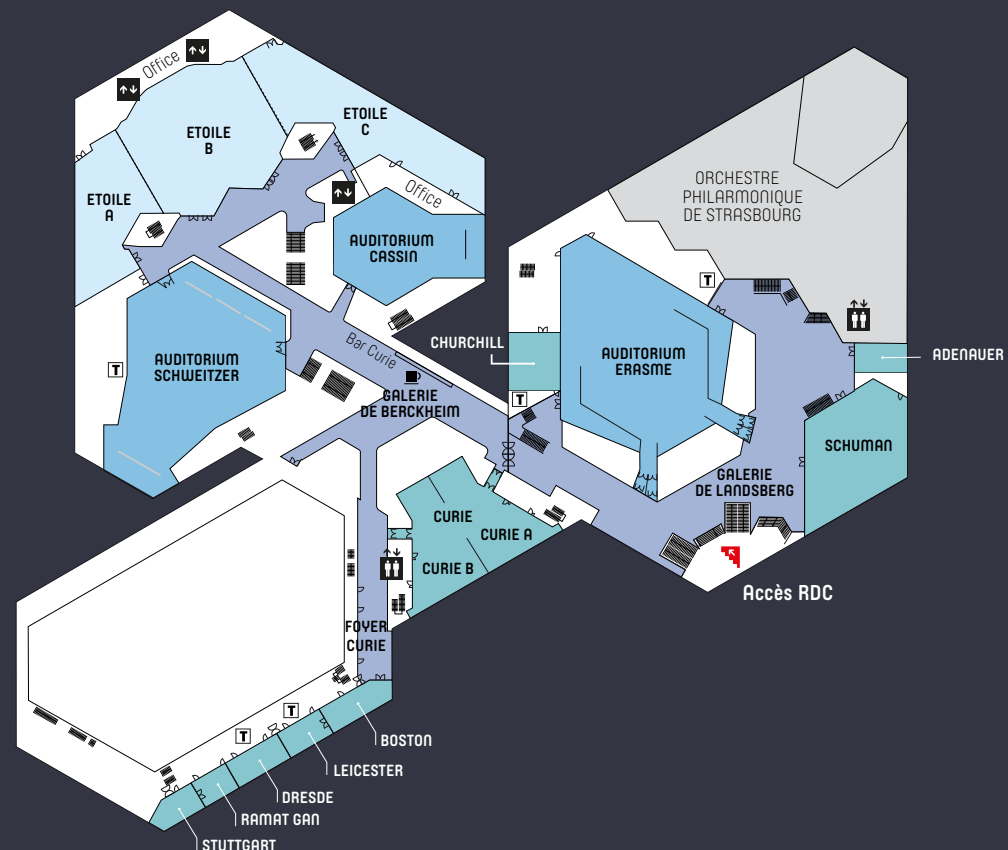 Office
ETOILE
C
ETOILE
B
ETOILE
A
Office
ORCHESTRE
PHILARMONIQUE
DE STRASBOURG
AUDITORIUM
CASSIN
AUDITORIUM
SCHWEITZER
T
Bar Curie
GALERIE
DE BERCKHEIM
CHURCHILL
T
T
AUDITORIUM
ERASME
ADENAUER
SCHUMAN
GALERIE
DE LANDSBERG
CURIE
CURIE A
CURIE B
Accès RDC
FOYER
CURIE
T
T
BOSTON
LEICESTER
DRESDE
RAMAT GAN
STUTTGART